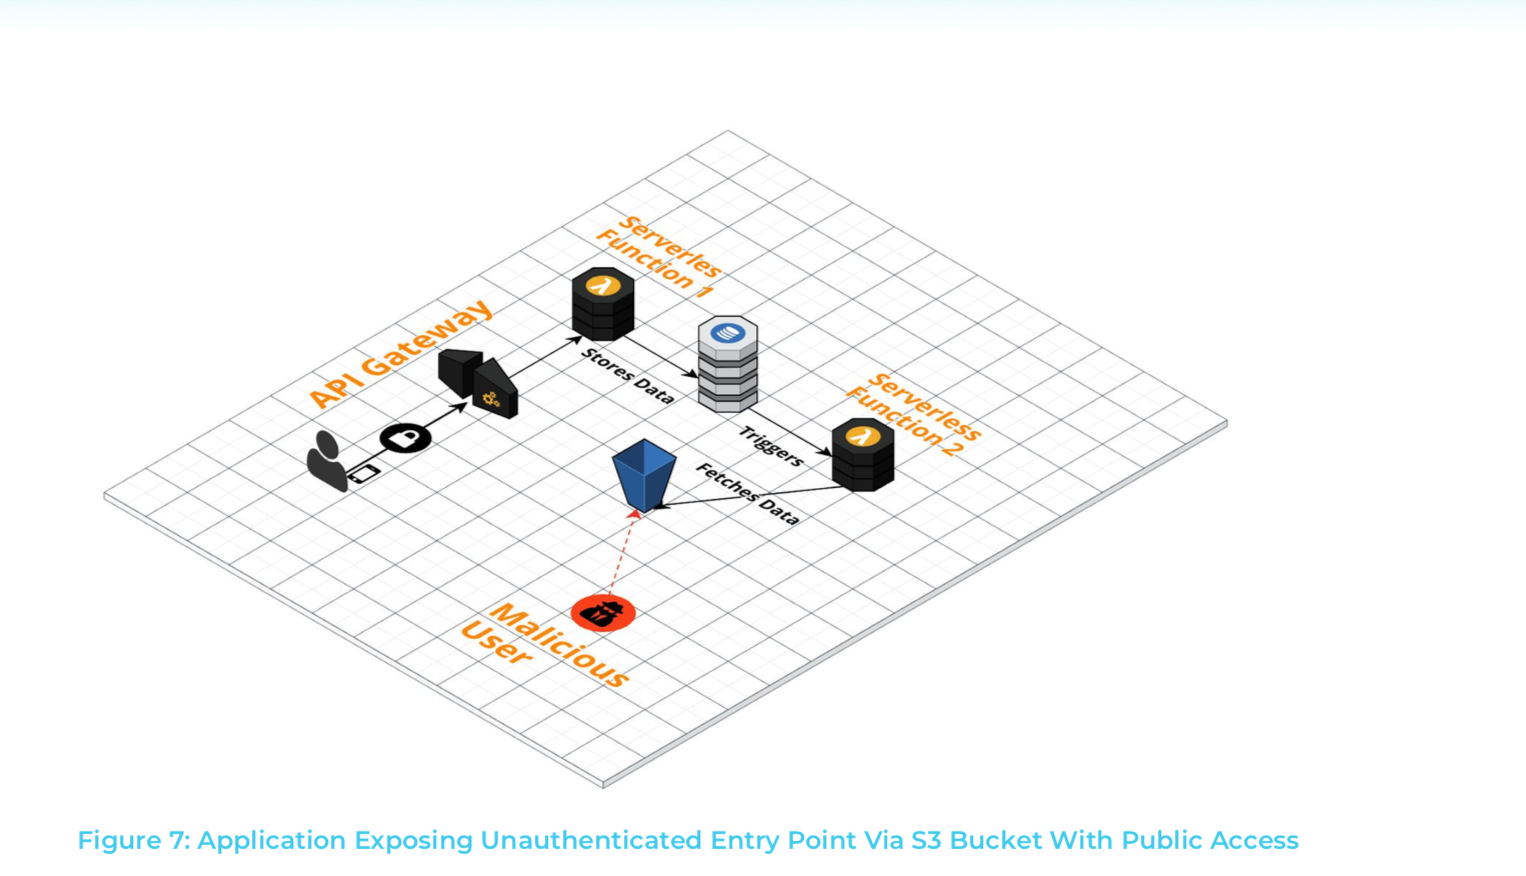 Serverles
Function 1
API Gateway
Stores Data
Serverless
Function 2
Triggers
Fetches Data
Malicious
User
Figure 7: Application Exposing Unauthenticated Entry Point Via S3 Bucket With Public Access